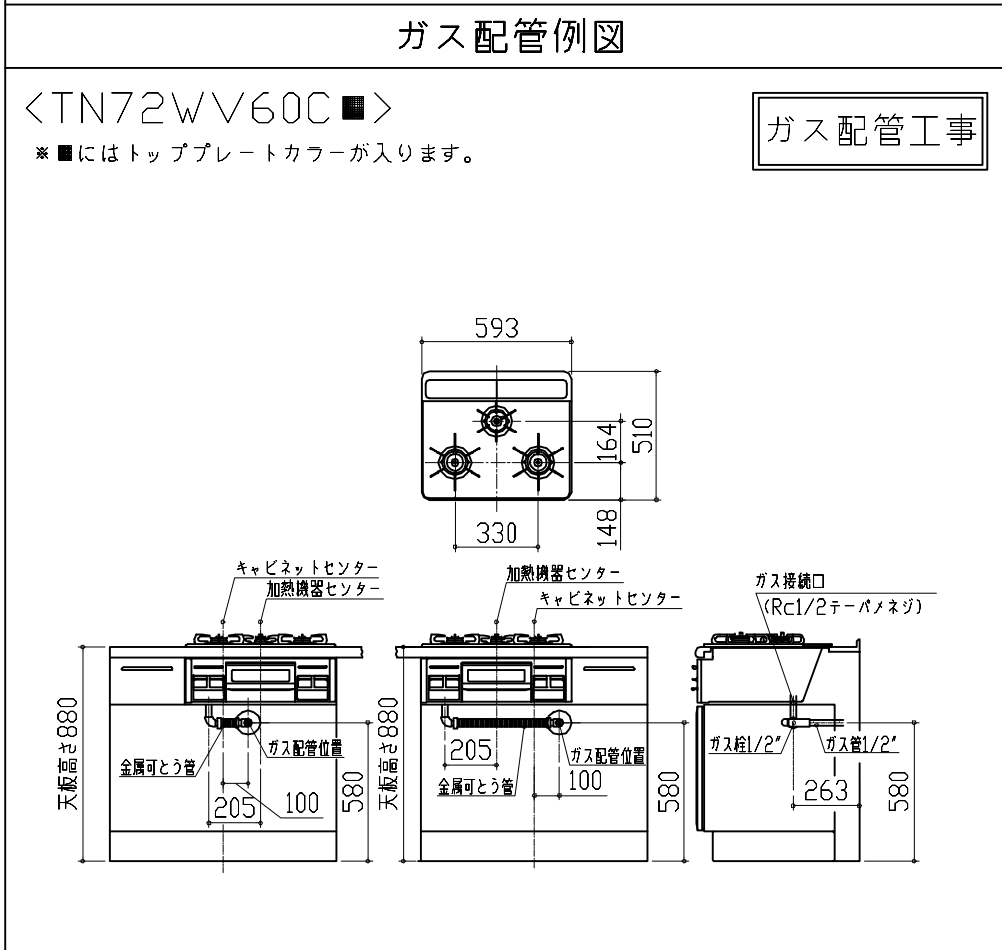 ガス配管例図
<TN72WV60C■>
ガス配管工事
※■にはトッププレートカラーが入ります。
593
164
510
148
330
キャビネットセンター
加熱機器センター
天板高さ880
金属可とう管
ガス配管位置
205
100
580
加熱機器センター
キャビネットセンター
天板高さ880
205
金属可とう管
ガス配管位置
100
580
ガス接続口
(Rc1/2テーパメネジ)
ガス栓1/2"
ガス管1/2"
263
580